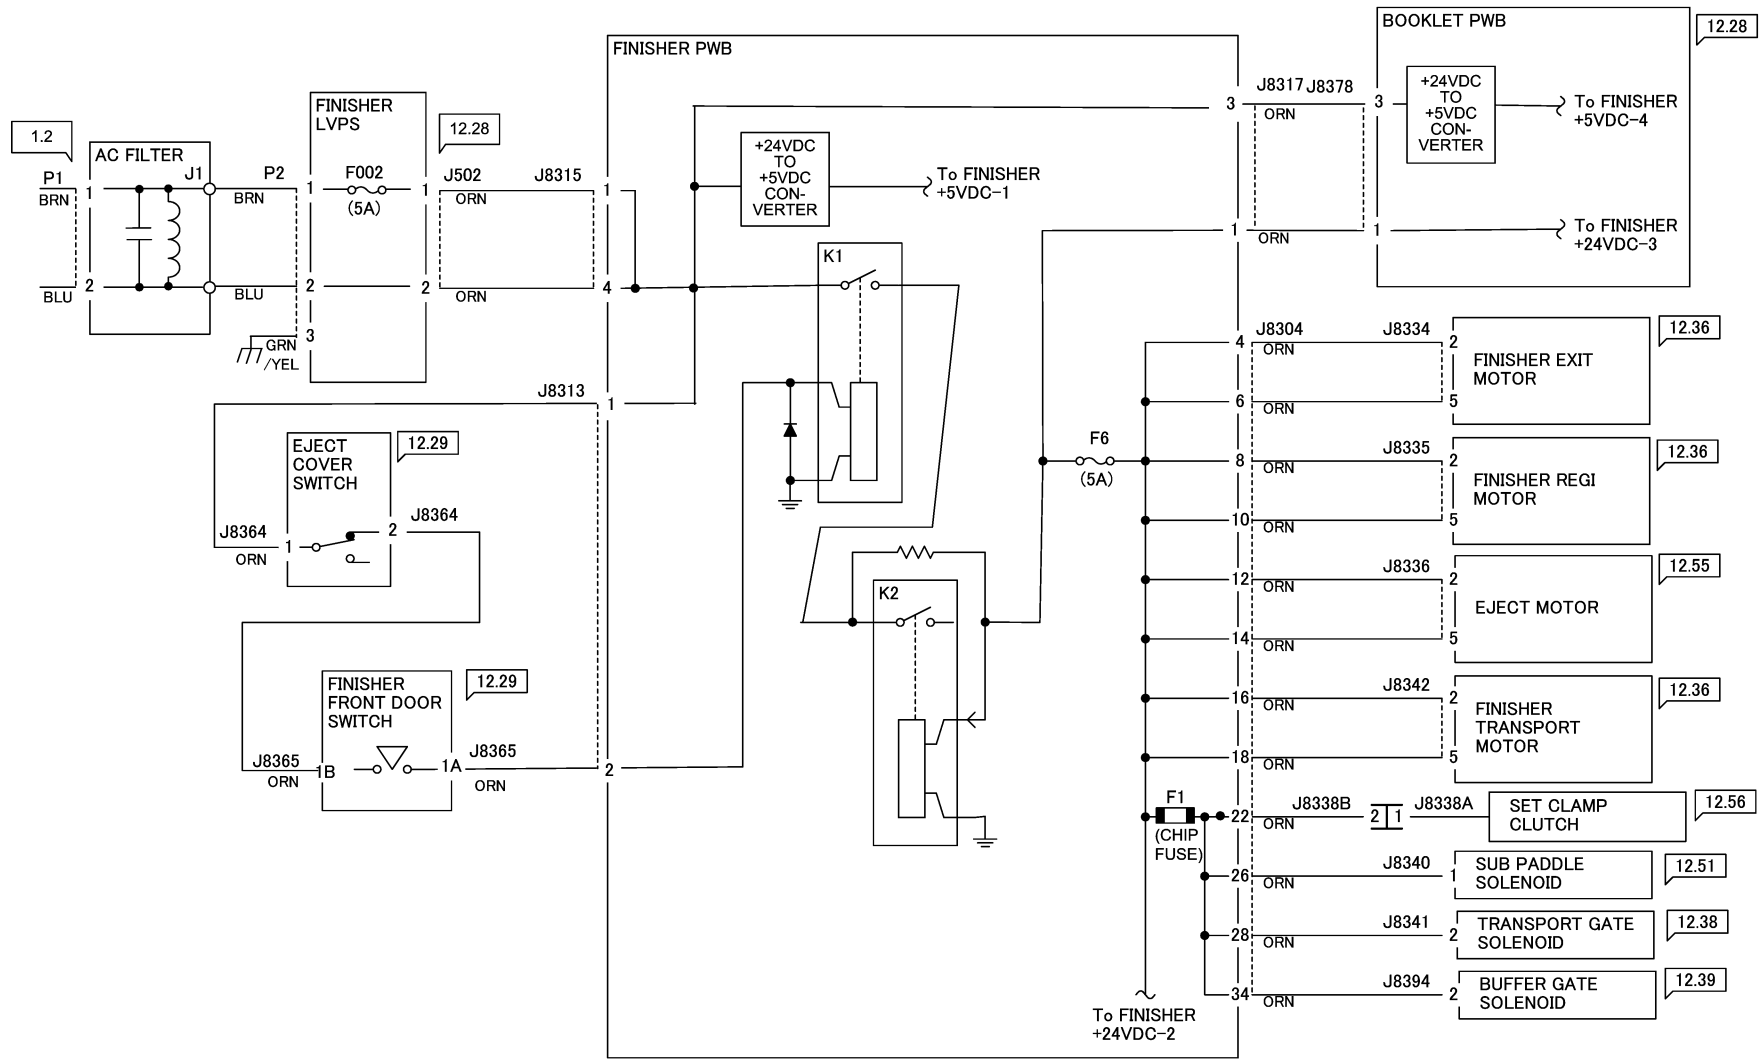 BOOKLET PWB
12.28
FINISHER PWB
+24VDC
TO
+5VDC
CON-
VERTER
To FINISHER
+5VDC-4
J8317 J8378
3
ORN
3
FINISHER
LVPS
12.28
1.2
AC FILTER
+24VDC
TO
+5VDC
CON-
VERTER
To FINISHER
+5VDC-1
P1
BRN
1
J1
P2
BRN
1
F002
(5A)
1
J502
ORN
J8315
1
1
ORN
1
To FINISHER
+24VDC-3
K1
2
BLU
BLU
2
2
ORN
4
3
GRN
/YEL
J8304
4
ORN
J8334
2
FINISHER EXIT
MOTOR
12.36
6
ORN
5
J8313
1
EJECT
COVER
SWITCH
12.29
F6
(5A)
8
ORN
J8335
2
FINISHER REGI
MOTOR
12.36
10
ORN
5
J8364
ORN
1
2
J8364
K2
12
ORN
J8336
2
EJECT MOTOR
12.55
14
ORN
5
FINISHER
FRONT DOOR
SWITCH
12.29
16
ORN
J8342
2
FINISHER
TRANSPORT
MOTOR
12.36
18
ORN
5
J8365
ORN
1B
1A
J8365
ORN
2
F1
(CHIP
FUSE)
22
ORN
J8338B
2 1
J8338A
SET CLAMP
CLUTCH
12.56
26
ORN
J8340
1
SUB PADDLE
SOLENOID
12.51
28
ORN
J8341
2
TRANSPORT GATE
SOLENOID
12.38
34
ORN
J8394
2
BUFFER GATE
SOLENOID
12.39
To FINISHER
+24VDC-2